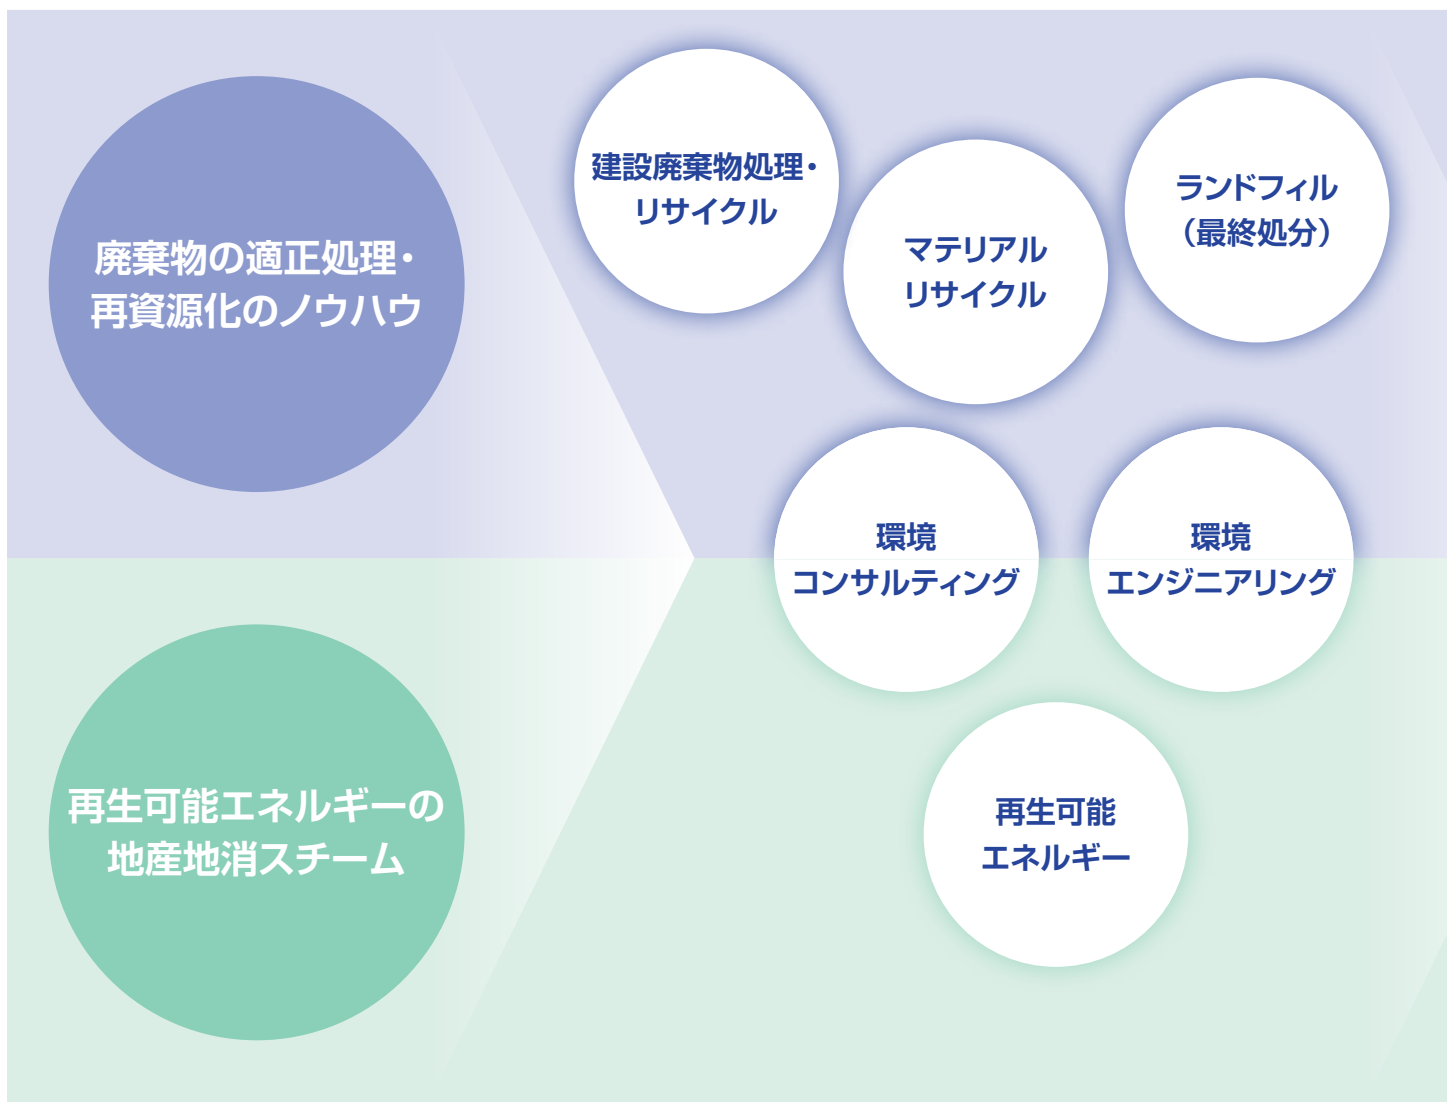 廃棄物の適正処理・
再資源化のノウハウ
建設廃棄物処理・
リサイクル
マテリアル
リサイクル
ランドフィル
（最終処分）
環境
コンサルティング
環境
エンジニアリング
再生可能エネルギーの
地産地消スチーム
再生可能
エネルギー